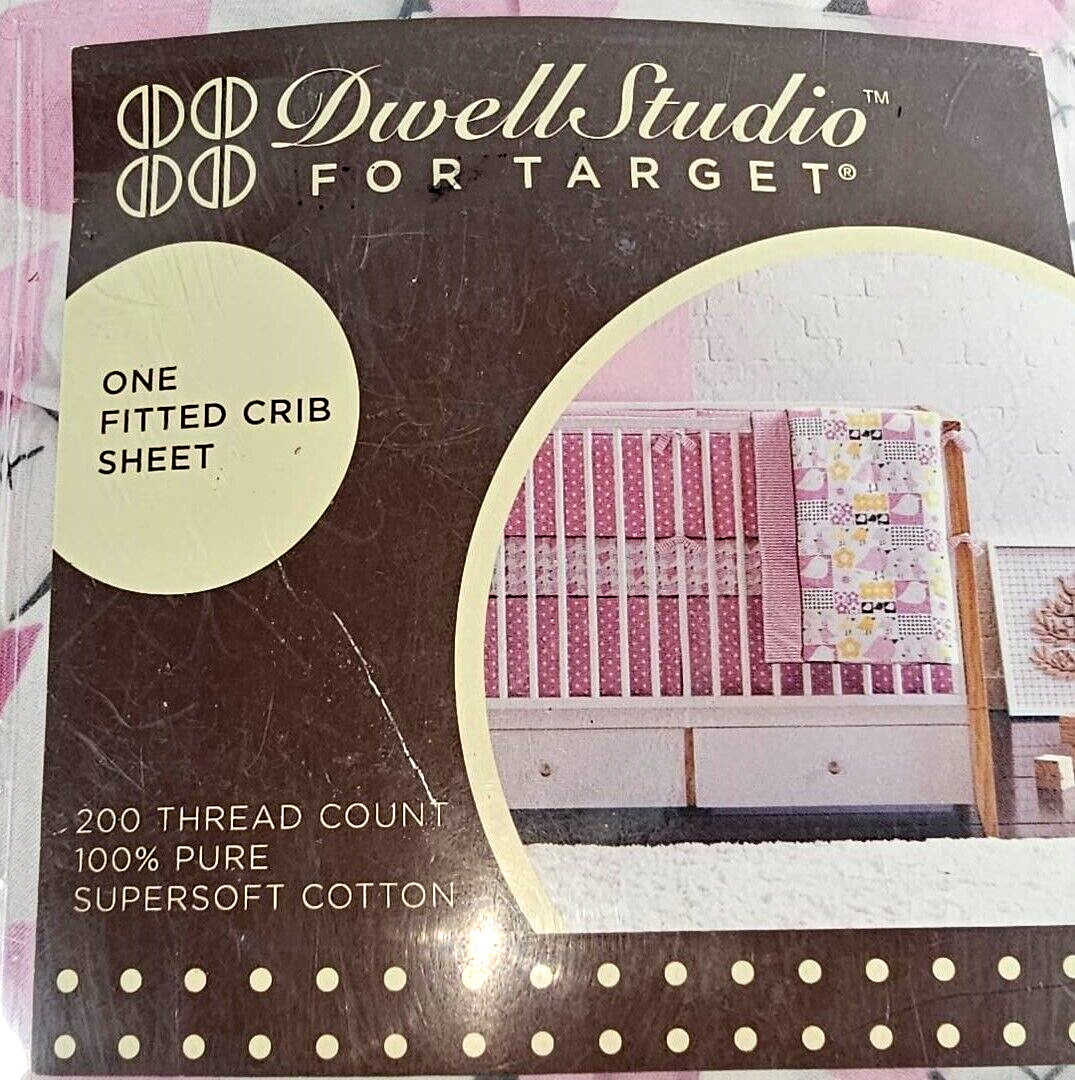 DwellStudio™
FOR TARGET®
ONE
FITTED CRIB
SHEET
200 THREAD COUNT
100% PURE
SUPERSOFT COTTON